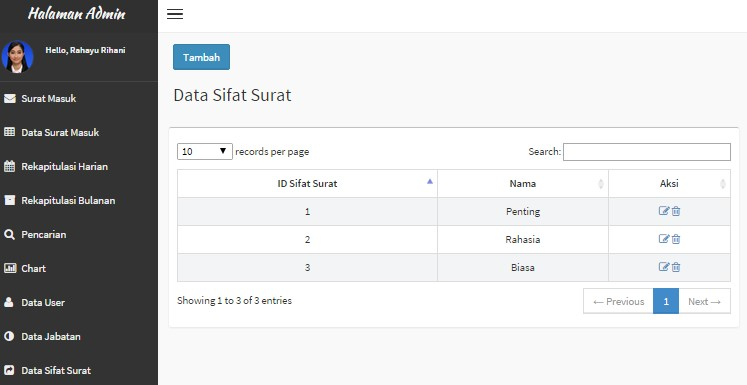 Halaman Admin
Hello, Rahayu Rihani
Surat Masuk
Data Surat Masuk
Rekapitulasi Harian
Rekapitulasi Bulanan
Pencarian
Chart
Data User
Data Jabatan
Data Sifat Surat
Tambah
Data Sifat Surat
10 records per page Search:
ID Sifat Surat Nama Aksi
1 Penting
2 Rahasia
3 Biasa
Showing 1 to 3 of 3 entries ← Previous 1 Next →